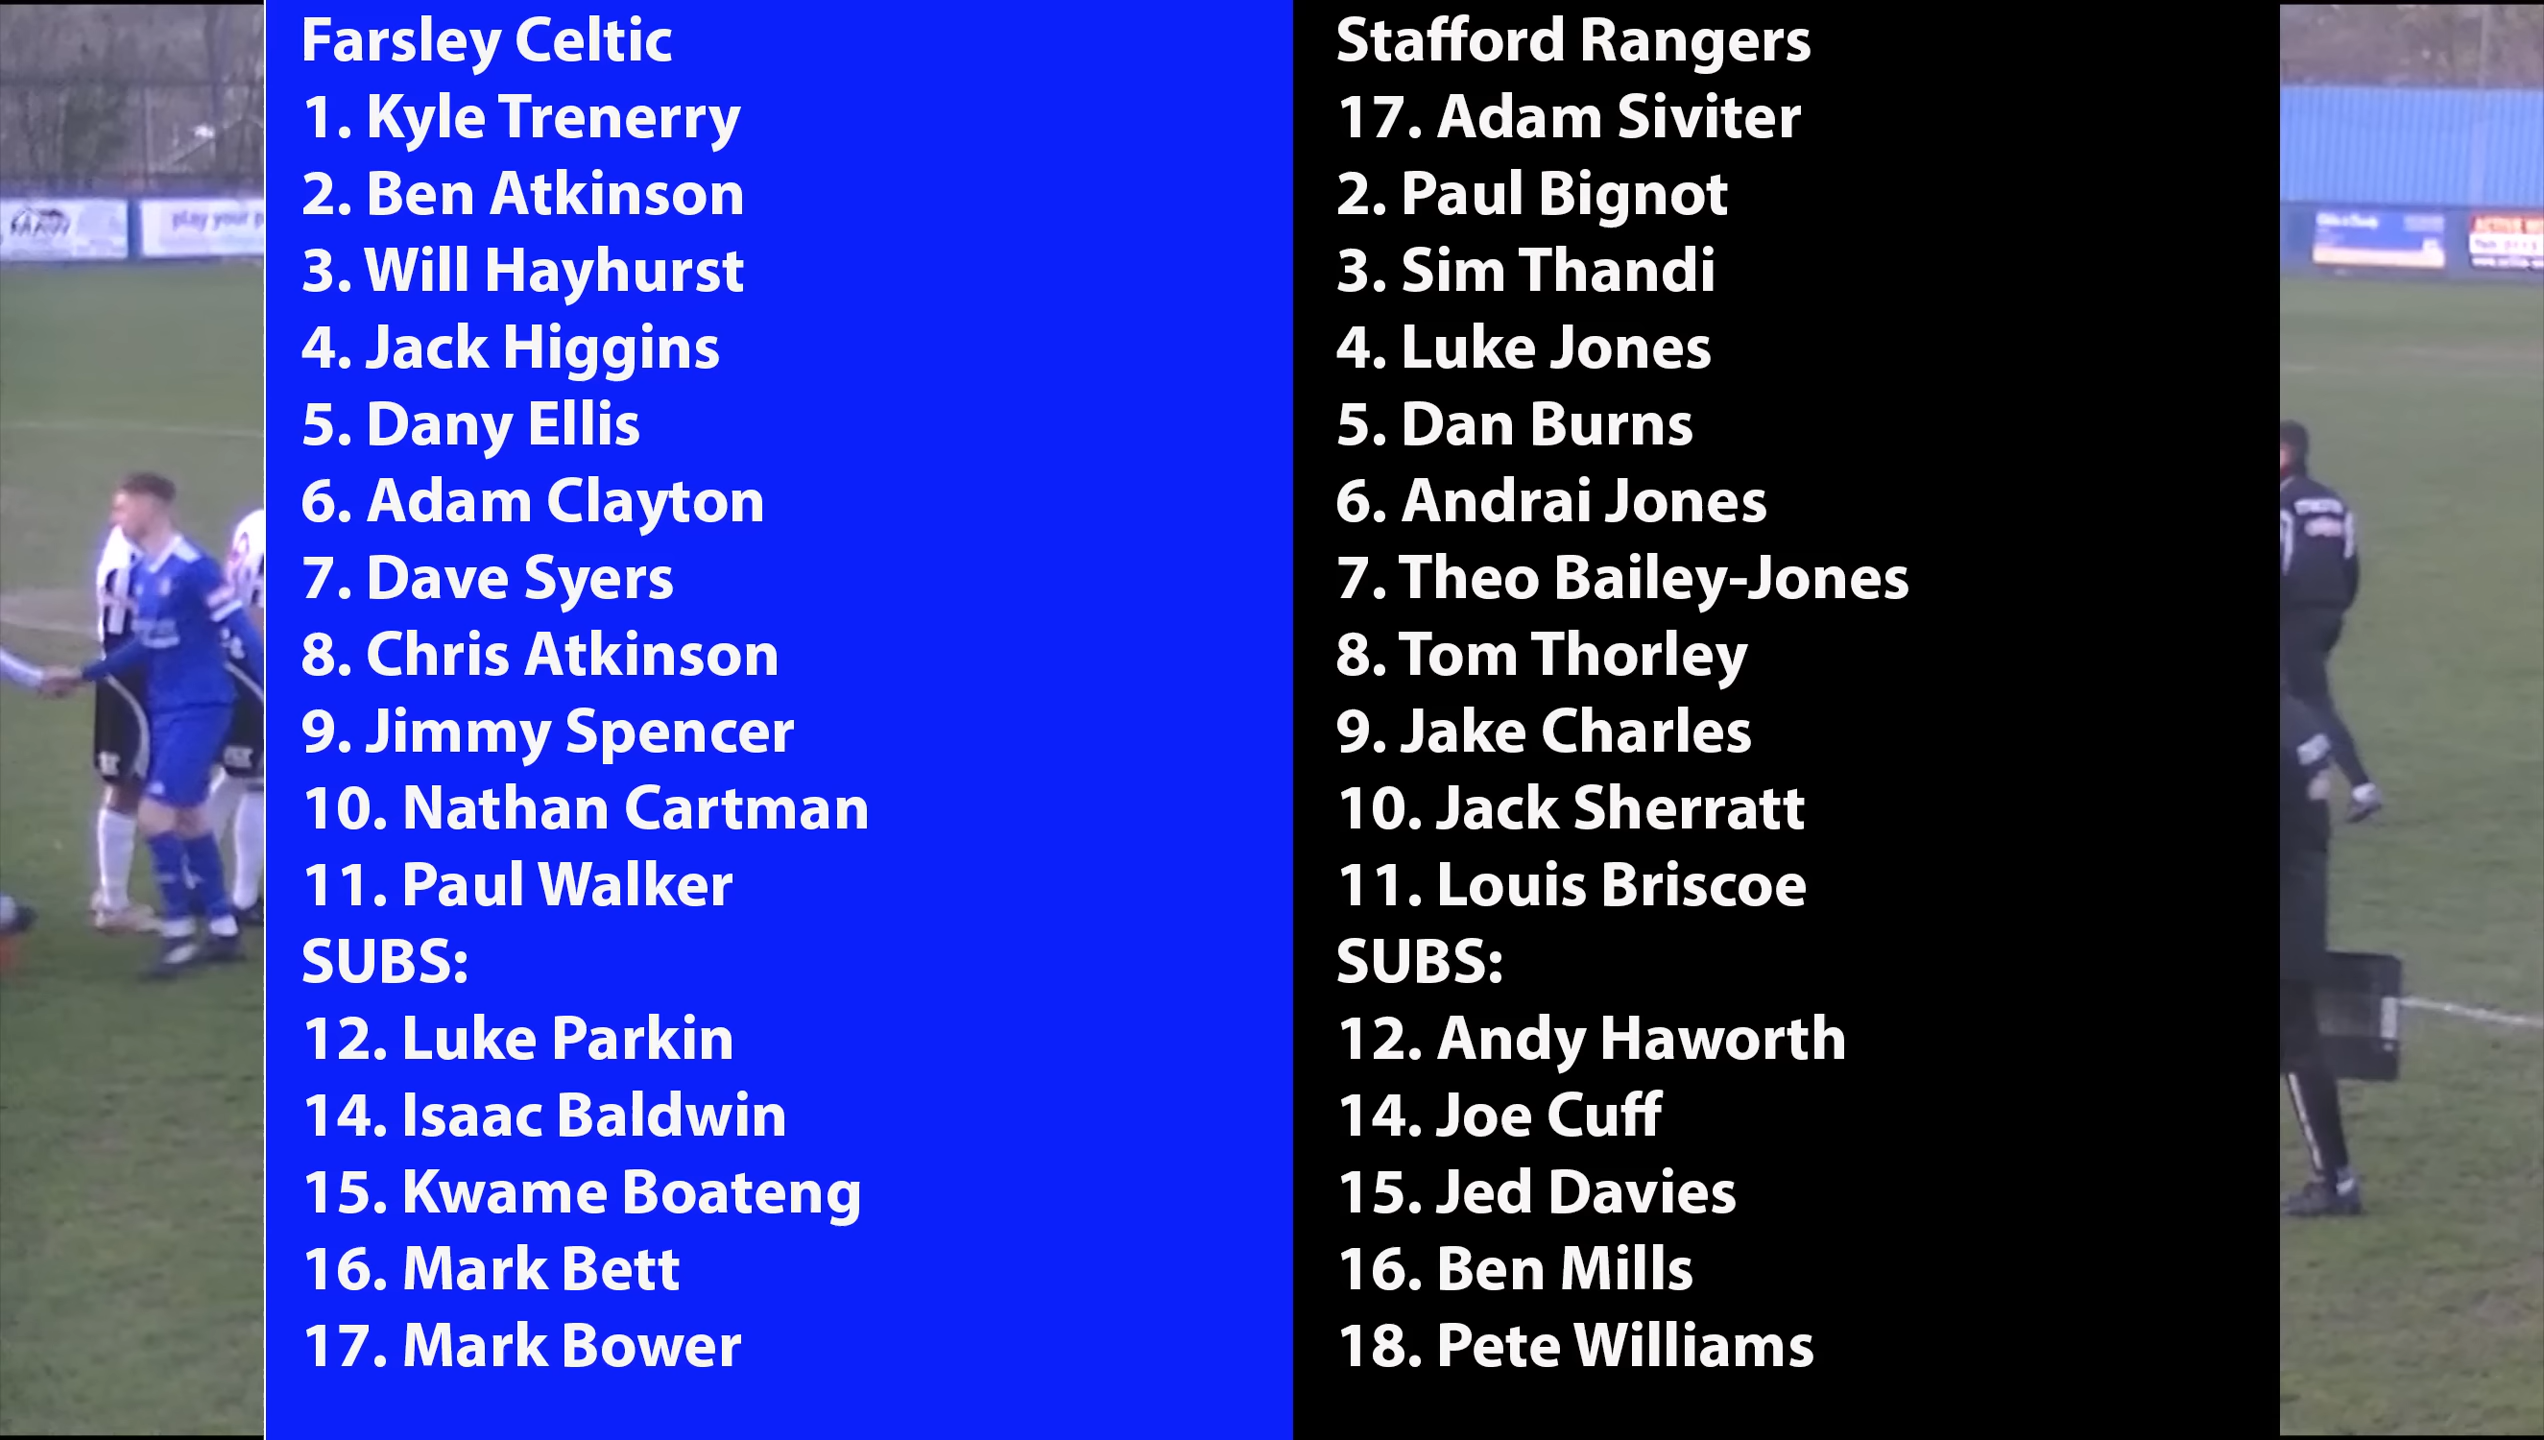 Farsley Celtic
1. Kyle Trenerry
2. Ben Atkinson
3. Will Hayhurst
4. Jack Higgins
5. Dany Ellis
6. Adam Clayton
7. Dave Syers
8. Chris Atkinson
9. Jimmy Spencer
10. Nathan Cartman
11. Paul Walker
SUBS:
12. Luke Parkin
14. Isaac Baldwin
15. Kwame Boateng
16. Mark Bett
17. Mark Bower
Stafford Rangers
17. Adam Siviter
2. Paul Bignot
3. Sim Thandi
4. Luke Jones
5. Dan Burns
6. Andrai Jones
7. Theo Bailey-Jones
8. Tom Thorley
9. Jake Charles
10. Jack Sherratt
11. Louis Briscoe
SUBS:
12. Andy Haworth
14. Joe Cuff
15. Jed Davies
16. Ben Mills
18. Pete Williams
play your